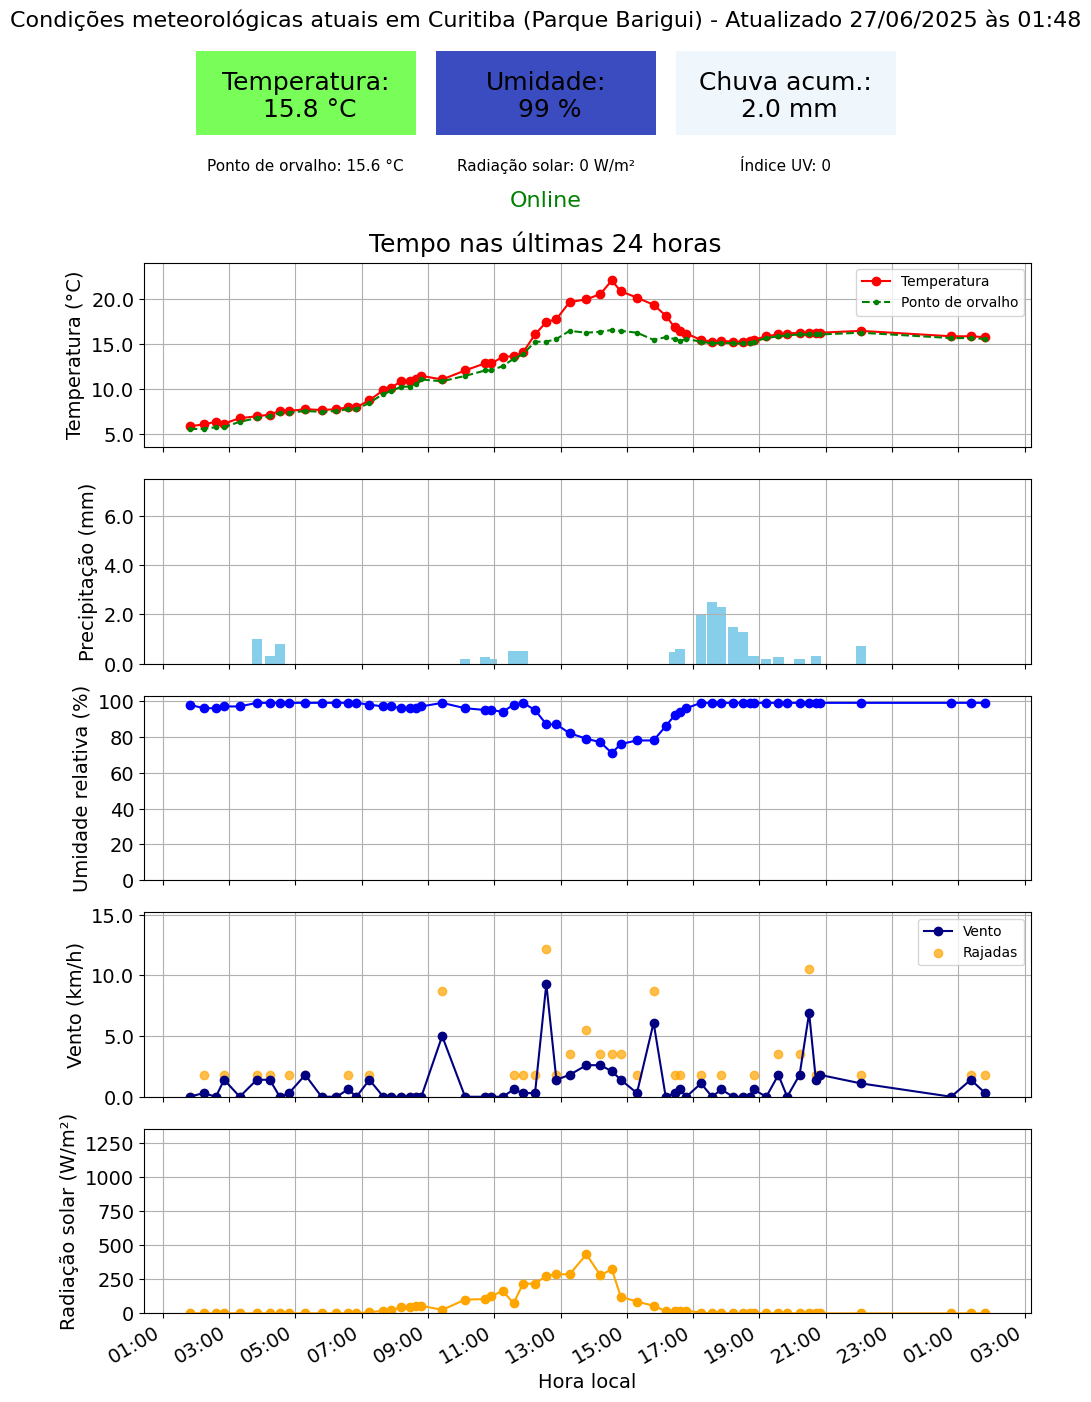 Condições meteorológicas atuais em Curitiba (Parque Barigui) - Atualizado 27/06/2025 às 01:48
Temperatura:
15.8 °C
Umidade:
99 %
Chuva acum.:
2.0 mm
Ponto de orvalho: 15.6 °C
Radiação solar: 0 W/m²
Índice UV: 0
Online
Tempo nas últimas 24 horas
Temperatura (°C)
20.0
15.0
10.0
5.0
Temperatura
Ponto de orvalho
Precipitação (mm)
6.0
4.0
2.0
0.0
Umidade relativa (%)
100
80
60
40
20
0
Vento (km/h)
15.0
10.0
5.0
0.0
Vento
Rajadas
Radiação solar (W/m²)
1250
1000
750
500
250
0
01:00 03:00 05:00 07:00 09:00 11:00 13:00 15:00 17:00 19:00 21:00 23:00 01:00 03:00
Hora local